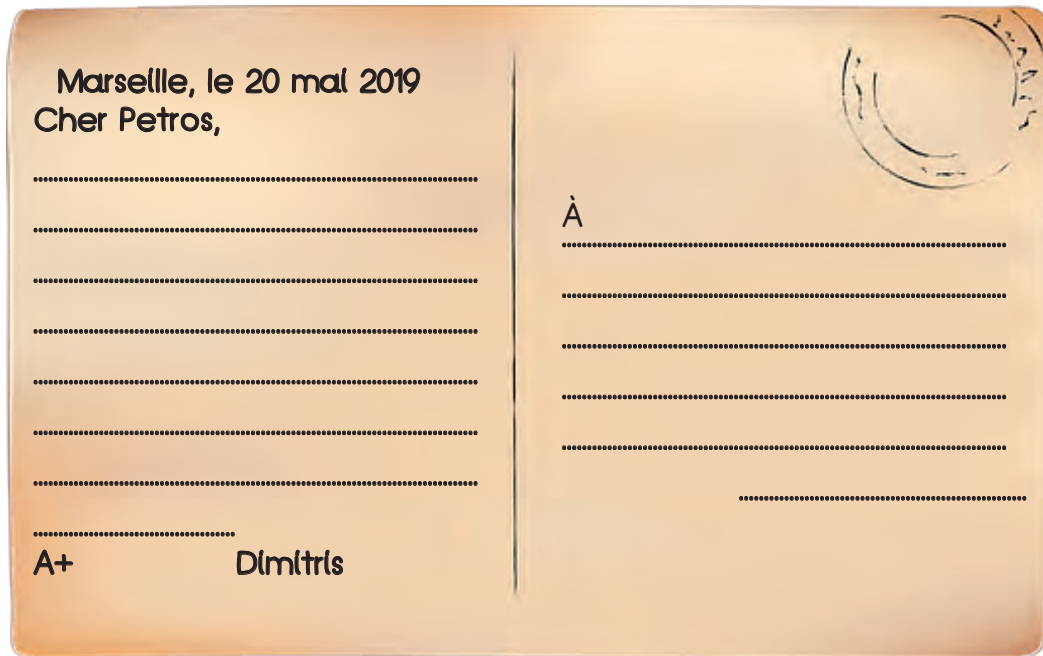 Marseille, le 20 mai 2019
Cher Petros,
A+ Dimitris
À